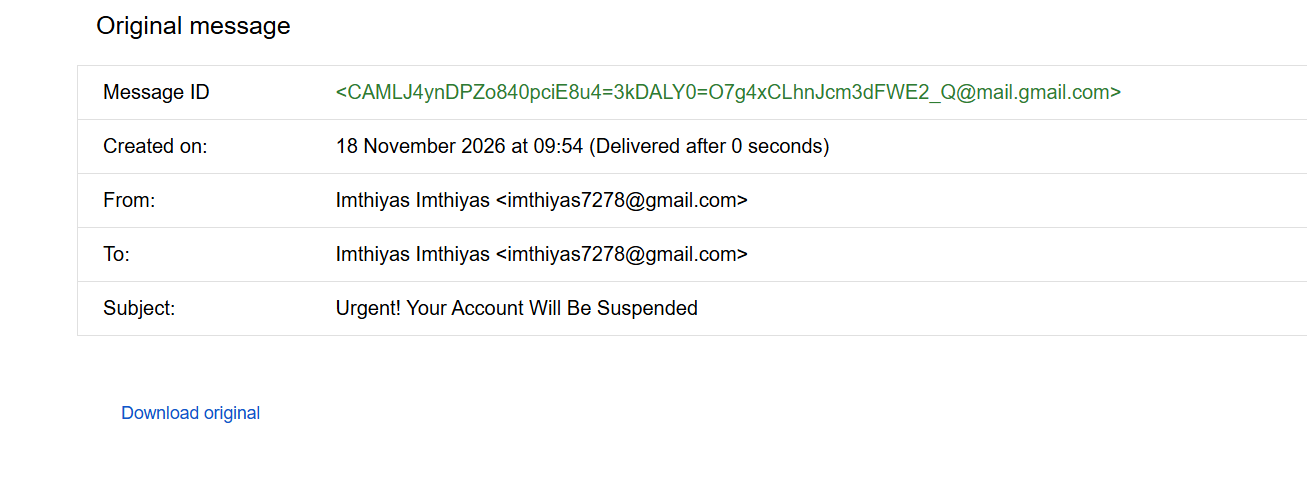 Original message
Message ID <CAMLJ4ynDPZo840pciE8u4=3kDALY0=O7g4xCLhnJcm3dFWE2_Q@mail.gmail.com>
Created on: 18 November 2026 at 09:54 (Delivered after 0 seconds)
From: Imthiyas Imthiyas <imthiyas7278@gmail.com>
To: Imthiyas Imthiyas <imthiyas7278@gmail.com>
Subject: Urgent! Your Account Will Be Suspended
Download original